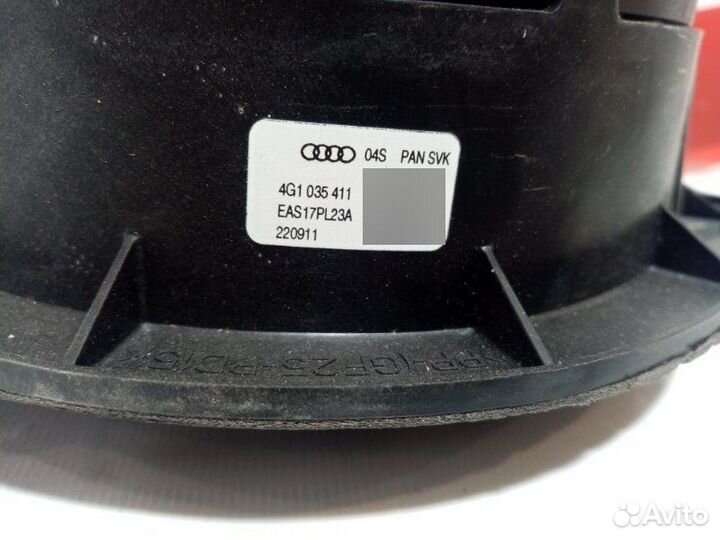 04S PAN SVK
4G1 035 411
EAS17PL23A
220911
Avito